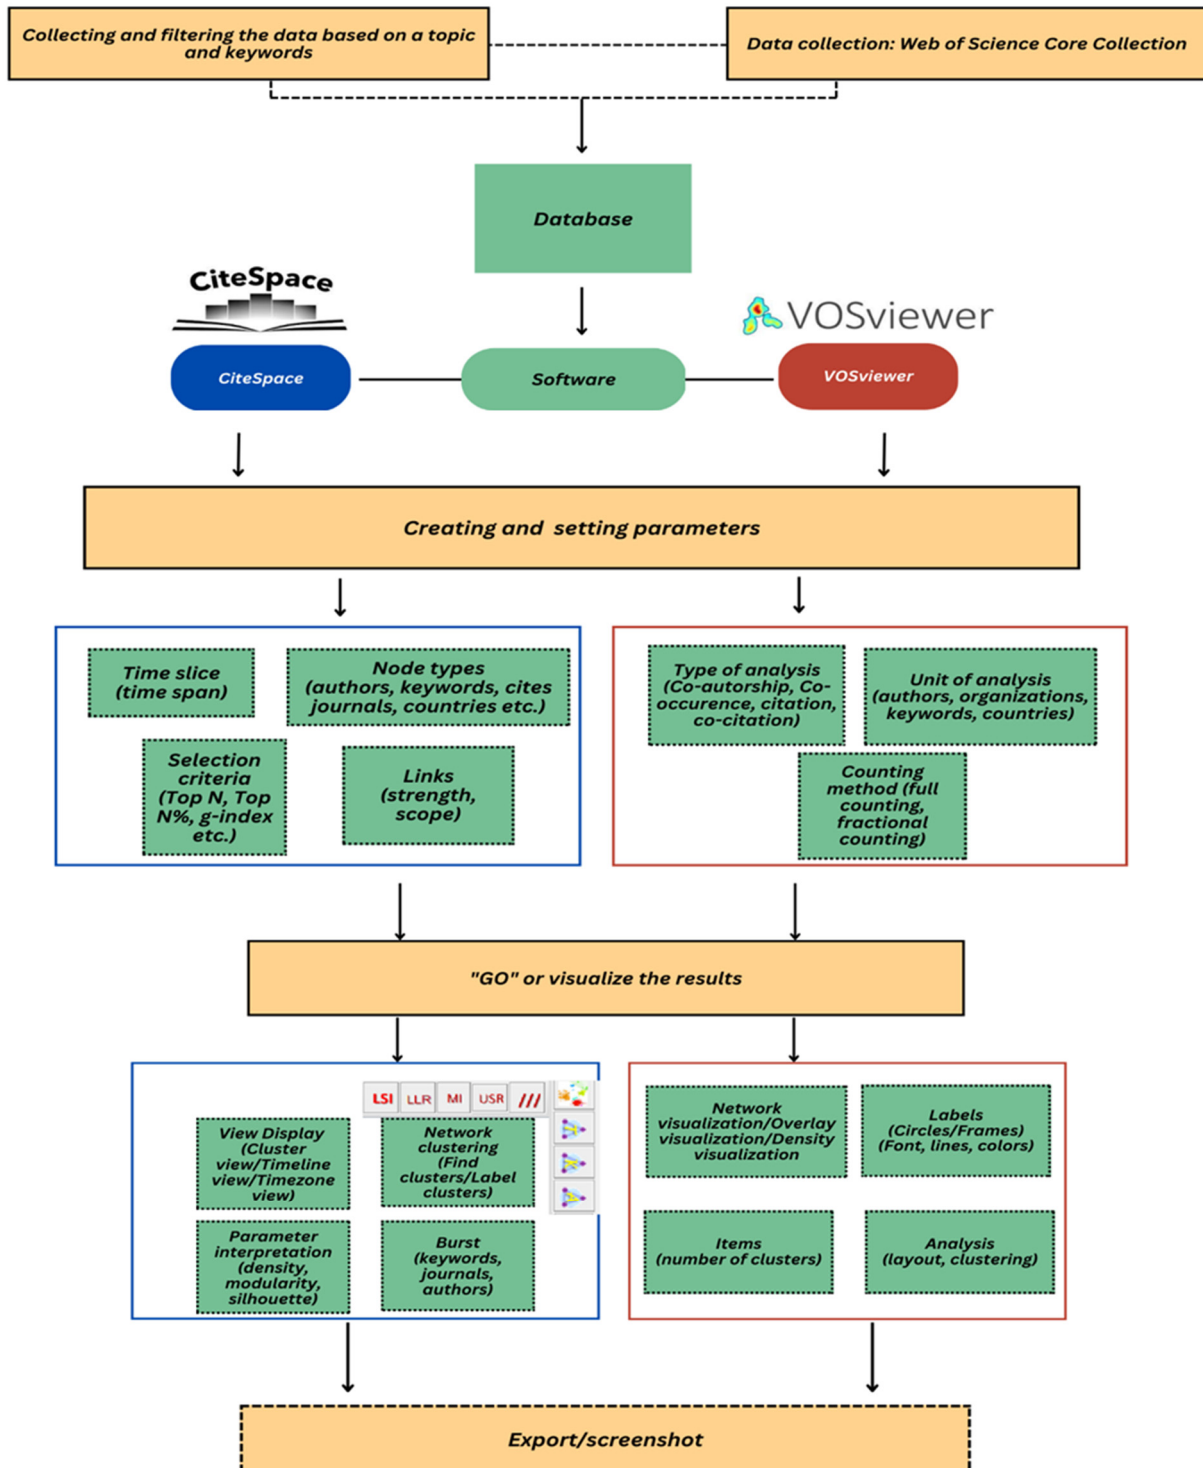 Collecting and filtering the data based on a topic
and keywords
Data collection: Web of Science Core Collection
Database
CiteSpace
VOSviewer
CiteSpace
Software
VOSviewer
Creating and setting parameters
Time slice
(time span)
Node types
(authors, keywords, cites
journals, countries etc.)
Selection
criteria
(Top N, Top
N%, g-index
etc.)
Links
(strength,
scope)
Type of analysis
(Co-autorship, Co-
occurence, citation,
co-citation)
Unit of analysis
(authors, organizations,
keywords, countries)
Counting
method (full
counting,
fractional
counting)
"GO" or visualize the results
LSI LLR MI USR
View Display
(Cluster
view/Timeline
view/Timezone
view)
Network
clustering
(Find
clusters/Label
clusters)
Parameter
interpretation
(density,
modularity,
silhouette)
Burst
(keywords,
journals,
authors)
Network
visualization/Overlay
visualization/Density
visualization
Labels
(Circles/Frames)
(Font, lines, colors)
Items
(number of clusters)
Analysis
(layout, clustering)
Export/screenshot